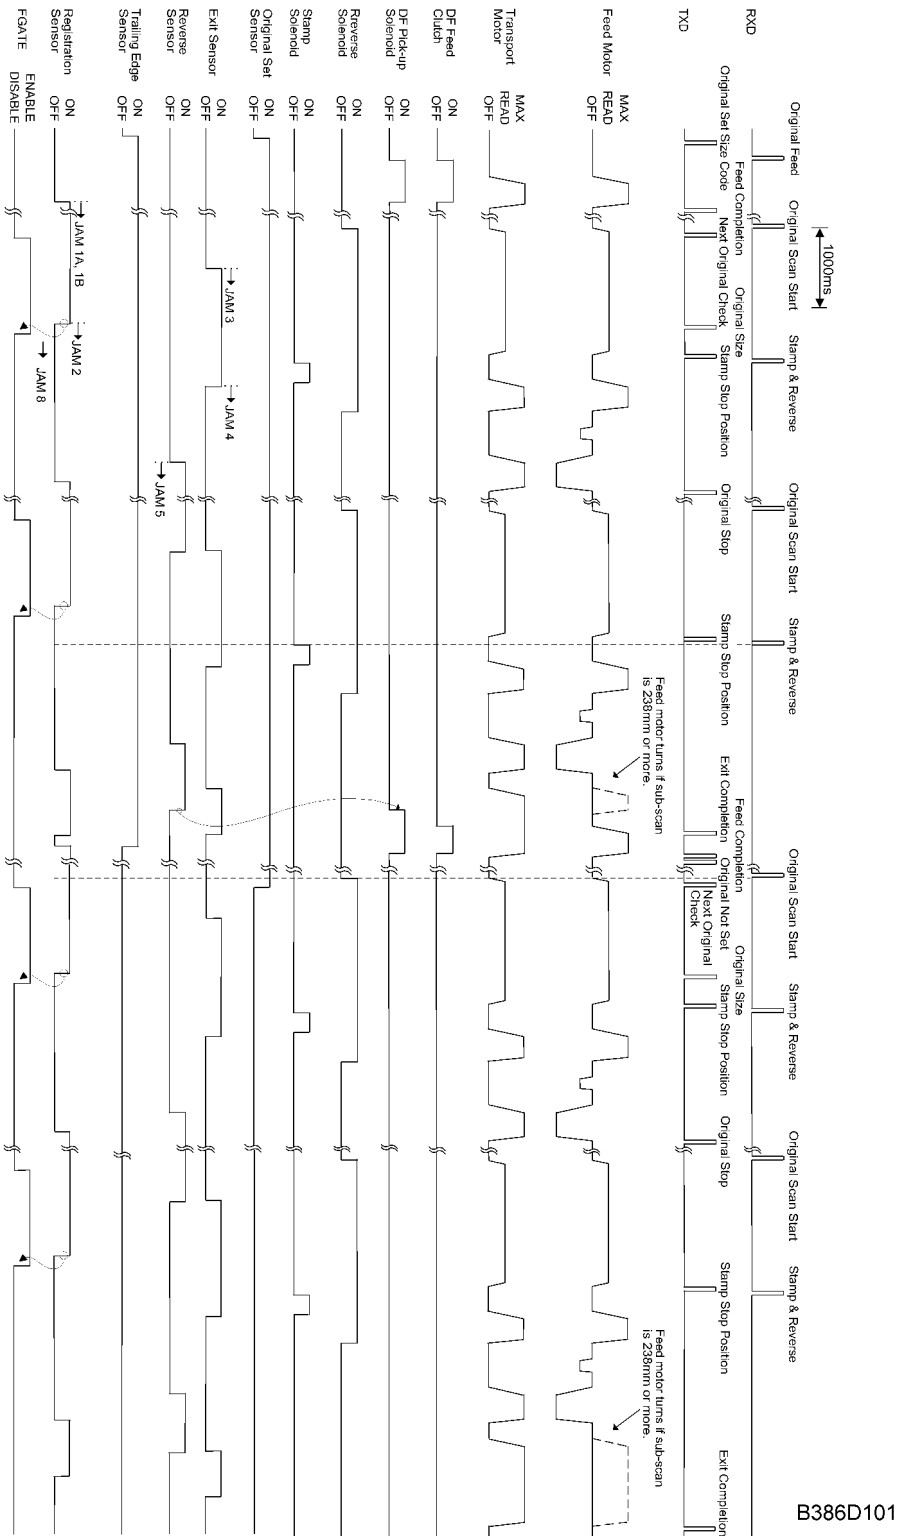 1000ms
Original Feed
Original Scan Start
Stamp & Reverse
Original Scan Start
Stamp & Reverse
Original Scan Start
Stamp & Reverse
Original Scan Start
Stamp & Reverse
RXD
Feed Completion
Original Size
Feed Completion
Original Size
Original Set Size Code
Next Original Check
Stamp Stop Position
Original Stop
Stamp Stop Position
Exit Completion
Original Not Set
Stamp Stop Position
Original Stop
Stamp Stop Position
Exit Completion
TXD
Next Original
Check
Feed motor turns if sub-scan
is 238mm or more.
Feed motor turns if sub-scan
is 238mm or more.
Feed Motor
MAX
READ
OFF
Transport
Motor
MAX
READ
OFF
DF Feed
Clutch
ON
OFF
DF Pick-up
Solenoid
ON
OFF
Rreverse
Solenoid
ON
OFF
Stamp
Solenoid
ON
OFF
Original Set
Sensor
ON
OFF
Exit Sensor
ON
OFF
JAM 3
JAM 4
Reverse
Sensor
ON
OFF
JAM 5
Trailing Edge
Sensor
ON
OFF
Registration
Sensor
ON
OFF
JAM 1A, 1B
JAM 2
JAM 8
FGATE
ENABLE
DISABLE
B386D101